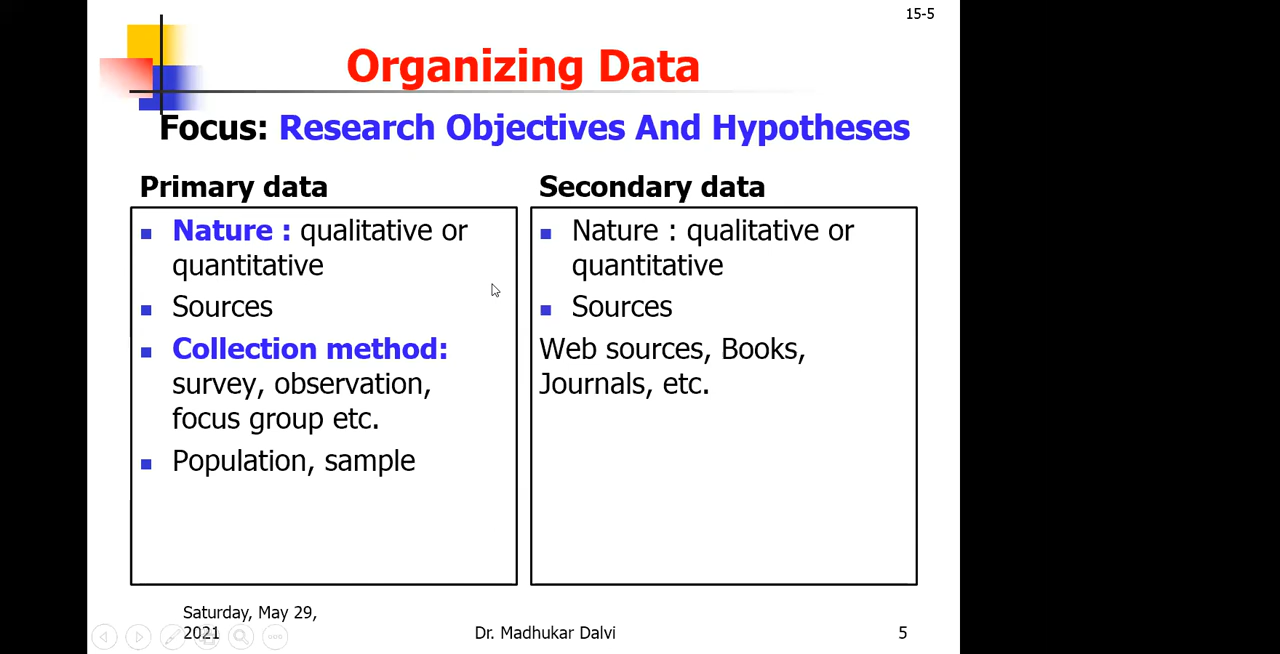 15-5
Organizing Data
Focus: Research Objectives And Hypotheses
Primary data
Nature : qualitative or
quantitative
Sources
Collection method:
survey, observation,
focus group etc.
Population, sample
Secondary data
Nature : qualitative or
quantitative
Sources
Web sources, Books,
Journals, etc.
Saturday, May 29,
2021
Dr. Madhukar Dalvi
5